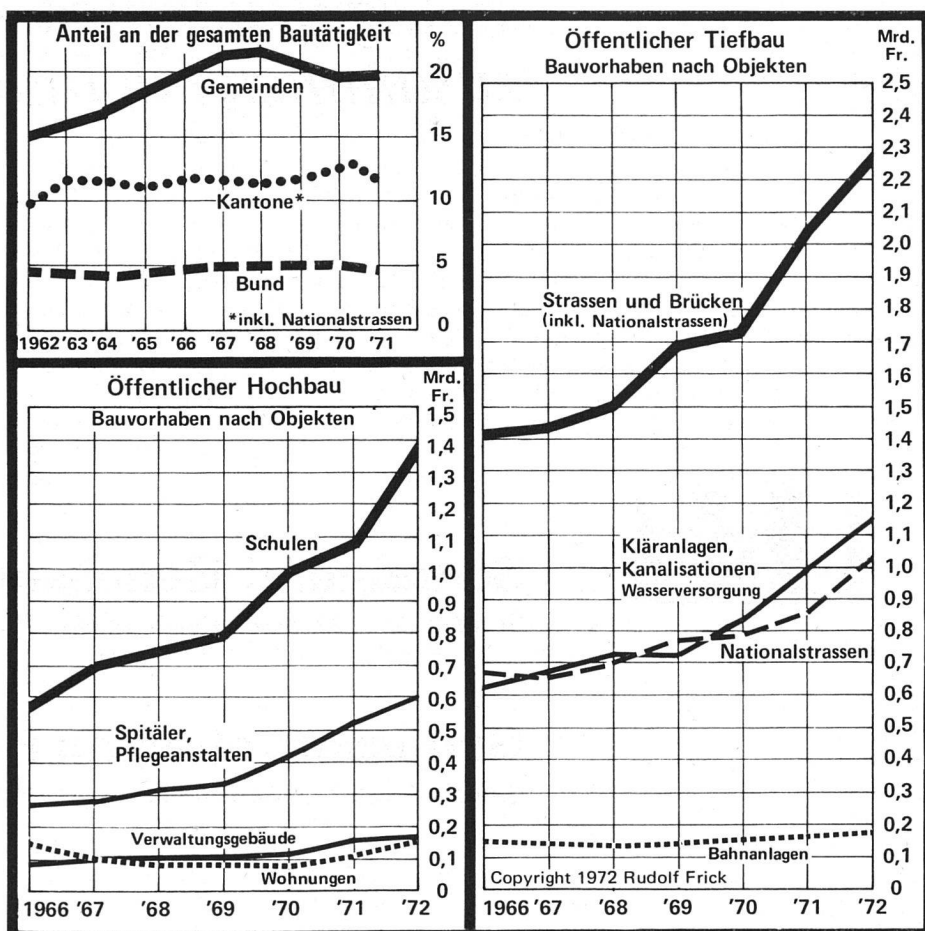 Anteil an der gesamten Bautätigkeit
%
20
Gemeinden
15
10
Kantone*
5
Bund
*inkl. Nationalstrassen
0
1962 '63 '64 '65 '66 '67 '68 '69 '70 '71
Öffentlicher Hochbau
Bauvorhaben nach Objekten
Mrd.
Fr.
1,5
1,4
1,3
1,2
Schulen
1,1
1,0
0,9
0,8
0,7
0,6
Spitäler,
Pflegeanstalten
0,5
0,4
0,3
0,2
Verwaltungsgebäude
0,1
Wohnungen
0
1966 '67 '68 '69 '70 '71 '72
Öffentlicher Tiefbau
Bauvorhaben nach Objekten
Mrd.
Fr.
2,5
2,4
2,3
2,2
2,1
2,0
1,9
Strassen und Brücken
(inkl. Nationalstrassen)
1,8
1,7
1,6
1,5
1,4
1,3
1,2
1,1
Kläranlagen,
Kanalisationen
Wasserversorgung
1,0
0,9
0,8
Nationalstrassen
0,7
0,6
0,5
0,4
0,3
0,2
Bahnanlagen
0,1
Copyright 1972 Rudolf Frick
0
1966 '67 '68 '69 '70 '71 '72